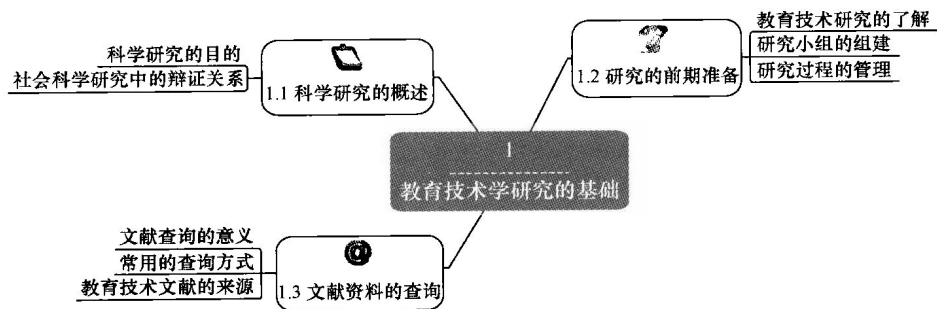 1
教育技术学研究的基础
1.1 科学研究的概述
科学研究的目的
社会科学研究中的辩证关系
1.2 研究的前期准备
教育技术研究的了解
研究小组的组建
研究过程的管理
@
1.3 文献资料的查询
文献查询的意义
常用的查询方式
教育技术文献的来源